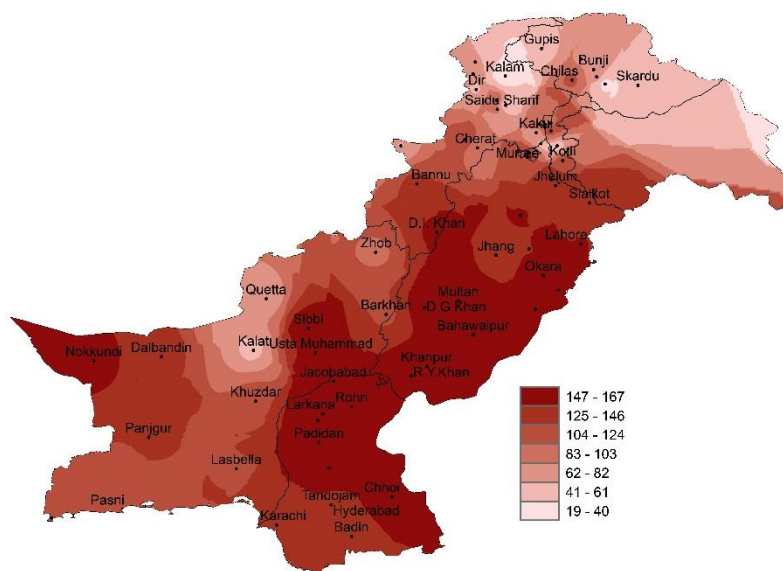 Gupis
Bunji
Kalam
Chilas
Skardu
Dir
Saidu Sharif
Kakul
Cherat
Murree
Kotli
Bannu
Jhelum
Sialkot
D.I. Khan
Lahore
Zhob
Jhang
Okara
Quetta
Multan
Barkhan
D G Khan
Sibbi
Bahawalpur
Kalat
Usta Muhammad
Nokkundi
Dalbandin
Khanpur
R Y Khan
Jacobabad
Khuzdar
Larkana
Rohri
Panjgur
Padidan
Lasbella
Pasni
Tandojam
Chhor
Hyderabad
Karachi
Badin
147 - 167
125 - 146
104 - 124
83 - 103
62 - 82
41 - 61
19 - 40